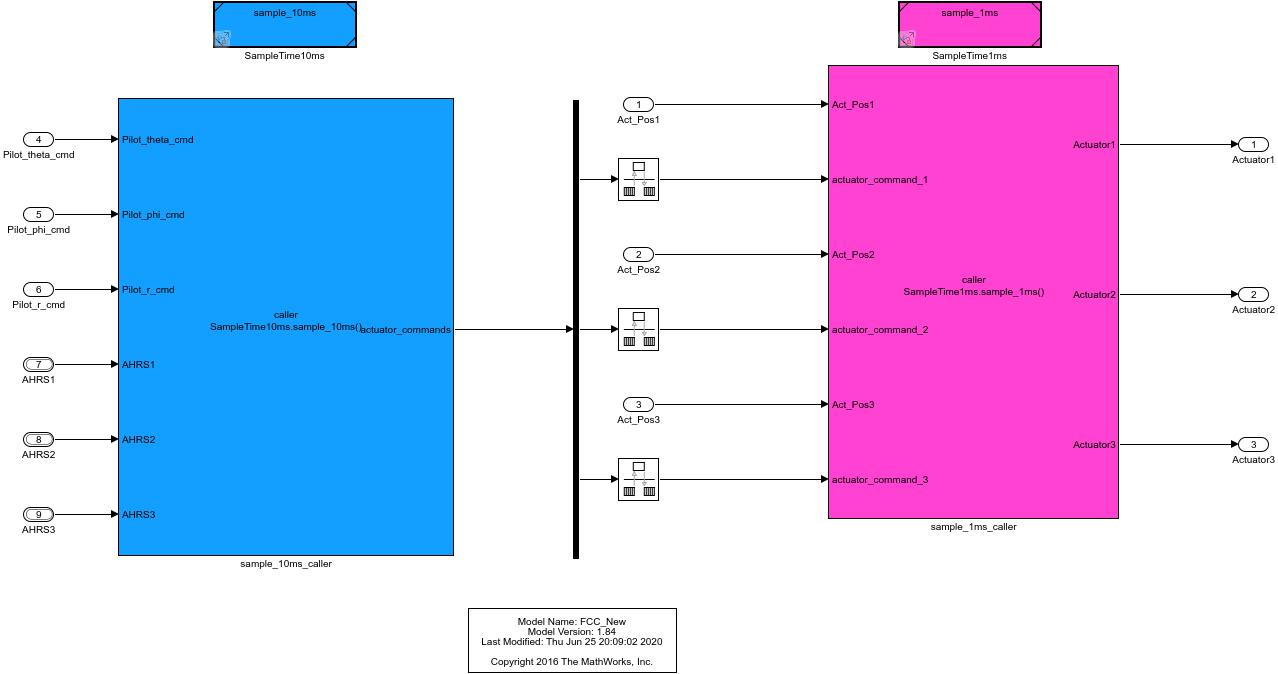 sample_10ms
SampleTime10ms
sample_1ms
SampleTime1ms
4
Pilot_theta_cmd
5
Pilot_phi_cmd
6
Pilot_r_cmd
7
AHRS1
8
AHRS2
9
AHRS3
Pilot_theta_cmd
Pilot_phi_cmd
Pilot_r_cmd
AHRS1
AHRS2
AHRS3
caller
SampleTime10ms.sample_10ms()
actuator_commands
sample_10ms_caller
1
Act_Pos1
2
Act_Pos2
3
Act_Pos3
Act_Pos1
actuator_command_1
Act_Pos2
actuator_command_2
Act_Pos3
actuator_command_3
caller
SampleTime1ms.sample_1ms()
Actuator1
Actuator2
Actuator3
sample_1ms_caller
1
Actuator1
2
Actuator2
3
Actuator3
Model Name: FCC_New
Model Version: 1.84
Last Modified: Thu Jun 25 20:09:02 2020
Copyright 2016 The MathWorks, Inc.